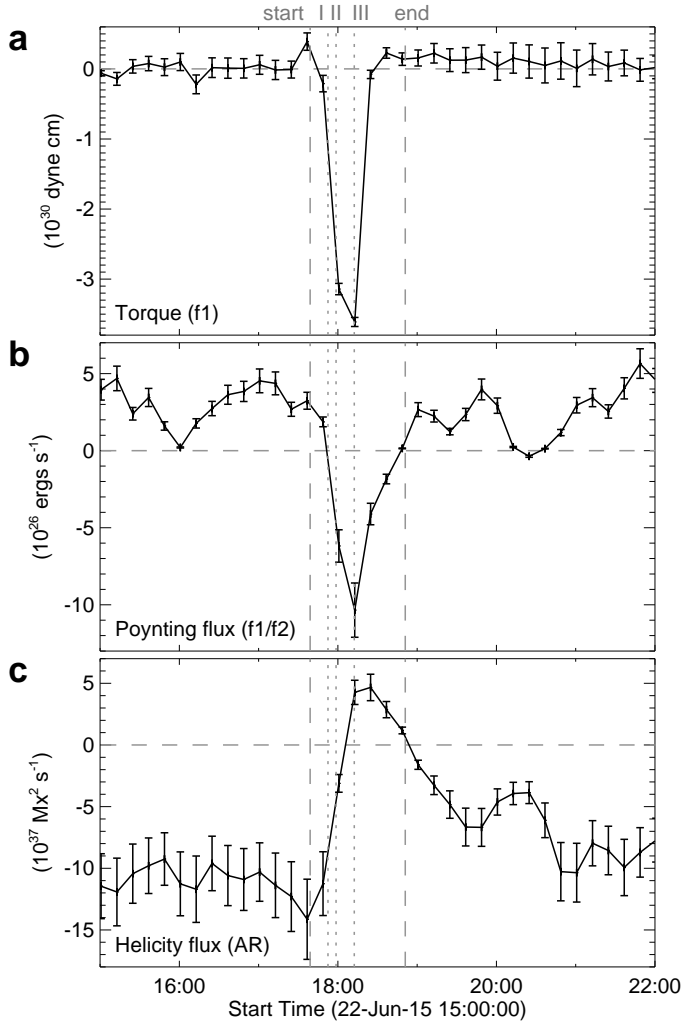 start I II III end
a
0
-1
-2
-3
(10^30 dyne cm)
Torque (f1)
b
5
0
-5
-10
(10^26 ergs s^-1)
Poynting flux (f1/f2)
c
5
0
-5
-10
-15
(10^37 Mx^2 s^-1)
Helicity flux (AR)
16:00 18:00 20:00 22:00
Start Time (22-Jun-15 15:00:00)